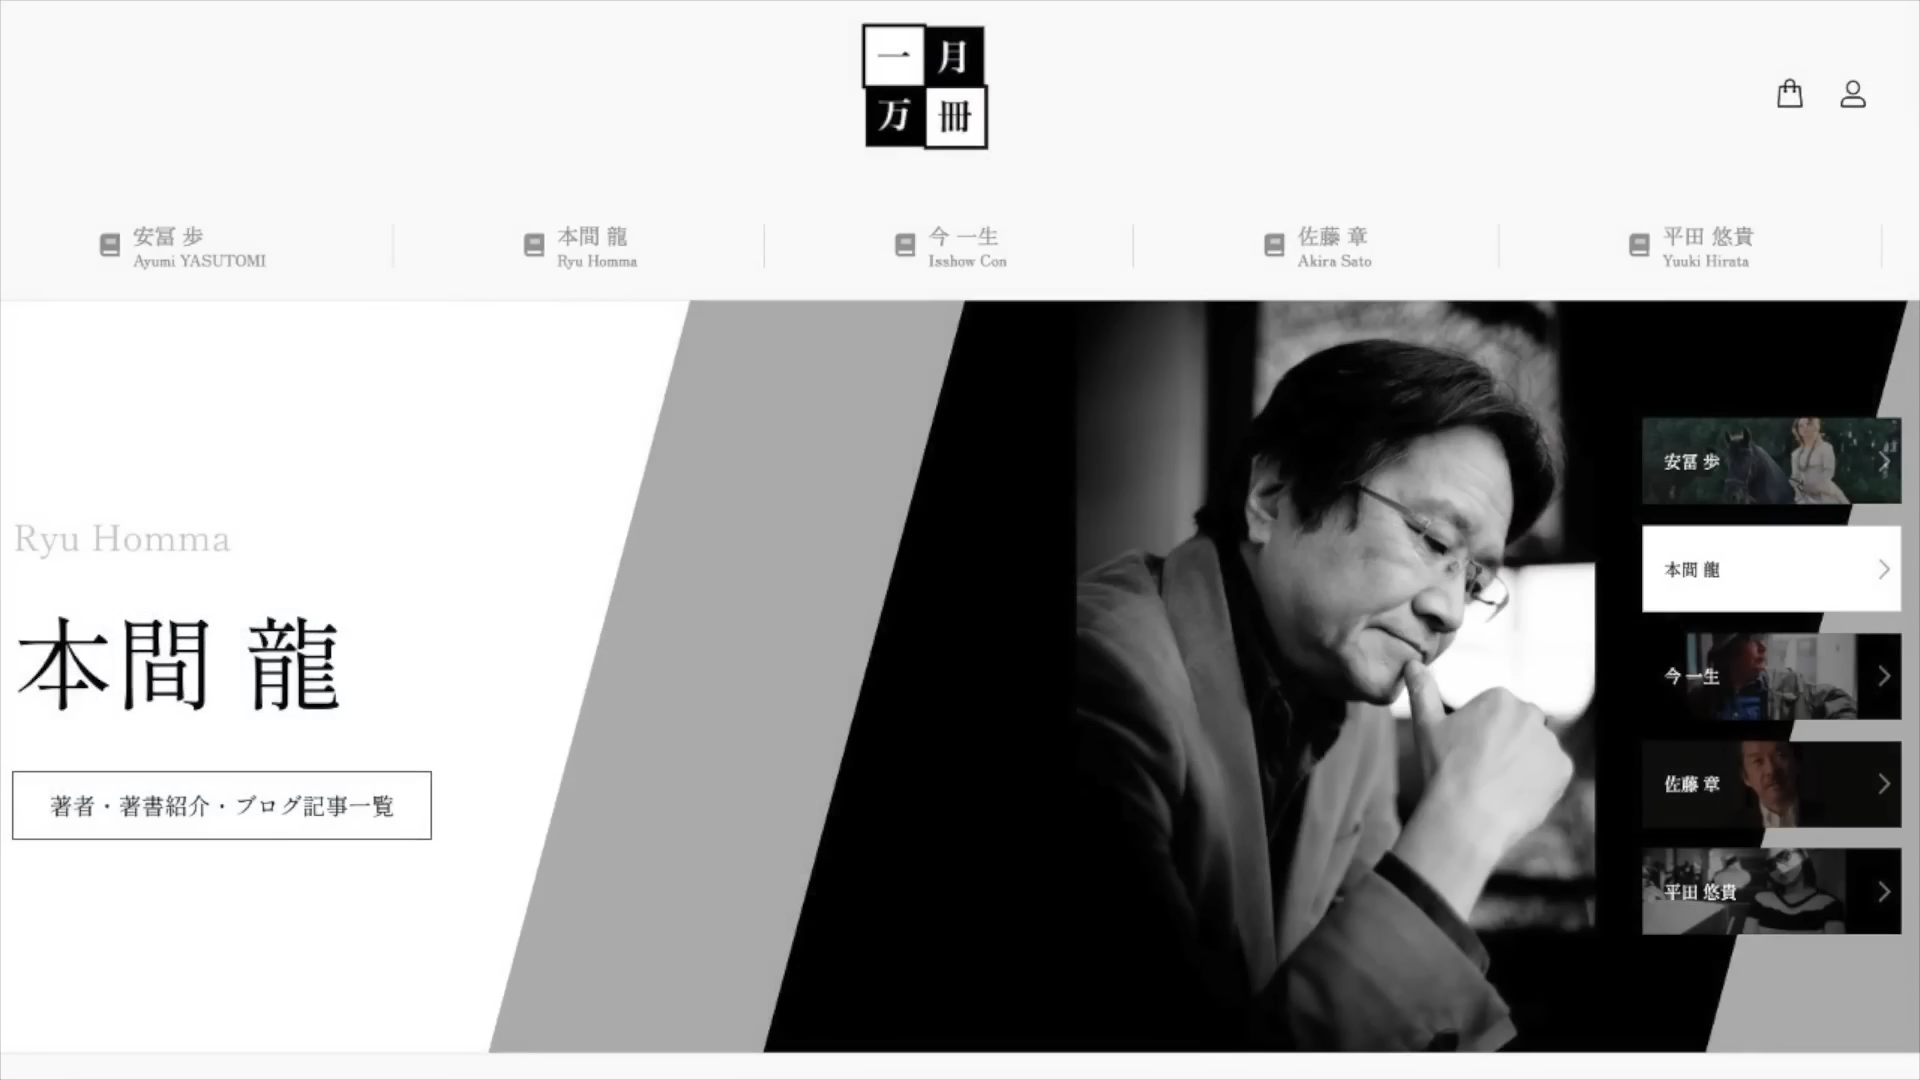 一月
万冊
安冨 歩
Ayumi YASUTOMI
本間 龍
Ryu Homma
今 一生
Isshow Con
佐藤 章
Akira Sato
平田 悠貴
Yuuki Hirata
Ryu Homma
本間 龍
著者・著書紹介・ブログ記事一覧
安冨 歩
本間 龍
今 一生
佐藤 章
平田 悠貴